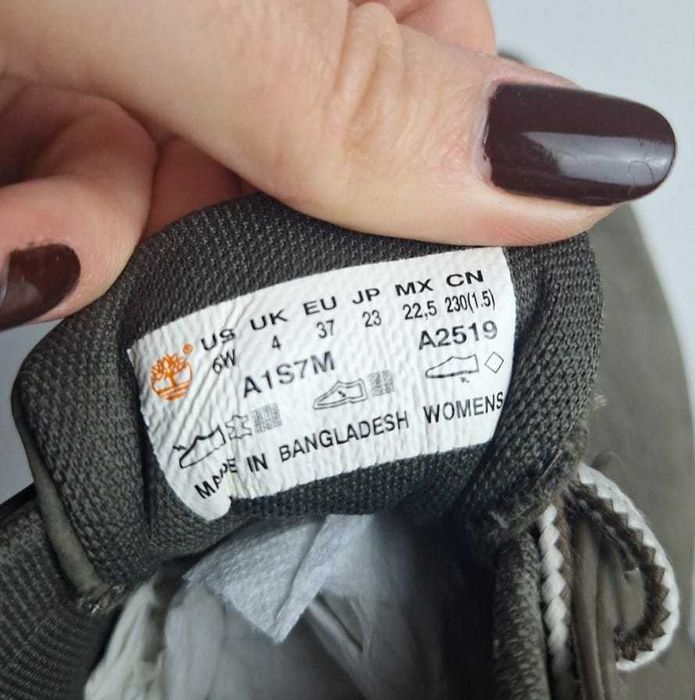 US UK EU JP MX CN
6W 4 37 23 22,5 230(1.5)
A1S7M A2519
MADE IN BANGLADESH WOMENS